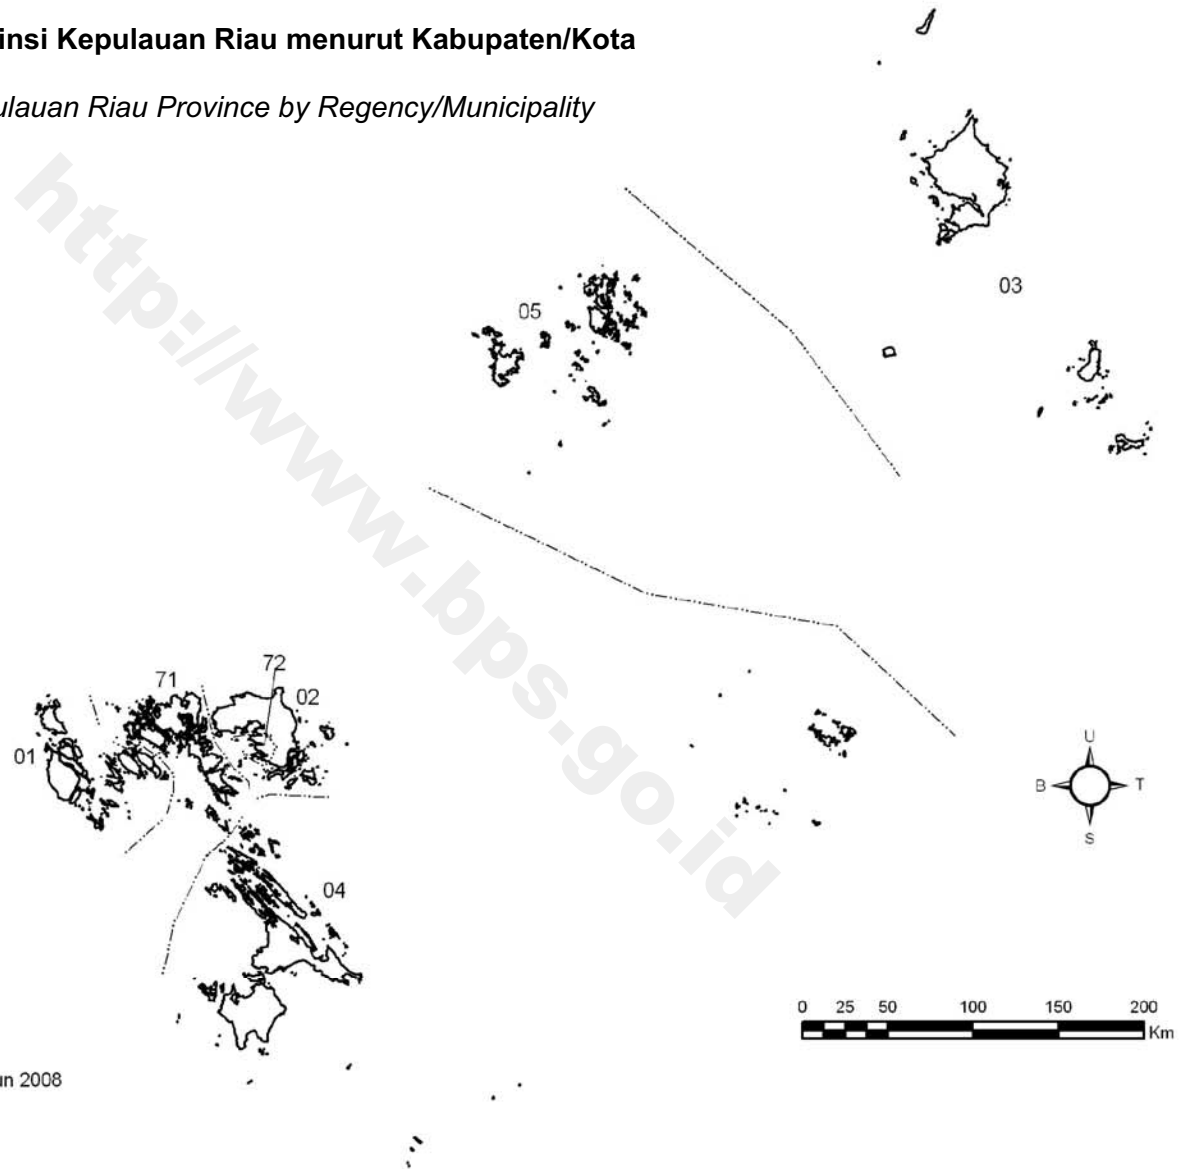 insi Kepulauan Riau menurut Kabupaten/Kota
ulauan Riau Province by Regency/Municipality
http://www.bps.go.id
03
05
72
71
02
01
U
B
T
S
04
0 25 50 100 150 200
Km
un 2008